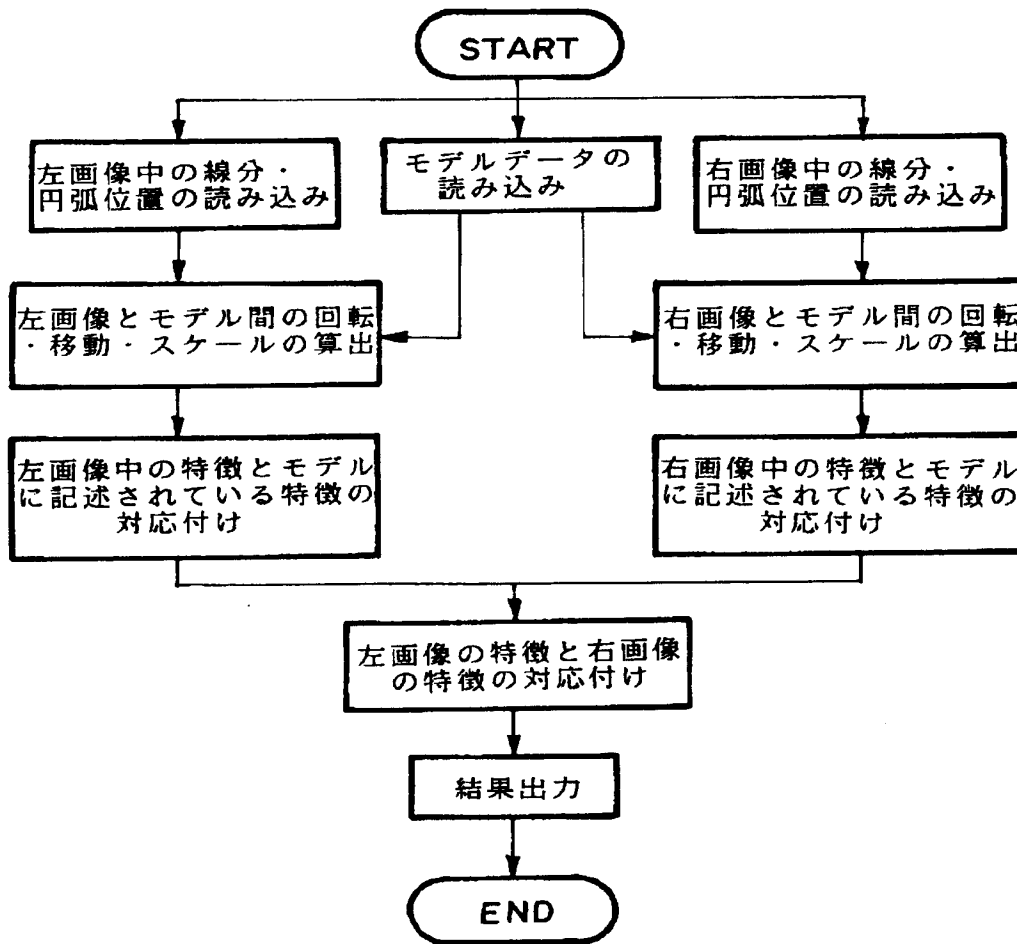 START
左画像中の線分・
円弧位置の読み込み
モデルデータの
読み込み
右画像中の線分・
円弧位置の読み込み
左画像とモデル間の回転
・移動・スケールの算出
右画像とモデル間の回転
・移動・スケールの算出
左画像中の特徴とモデル
に記述されている特徴の
対応付け
右画像中の特徴とモデル
に記述されている特徴の
対応付け
左画像の特徴と右画像
の特徴の対応付け
結果出力
END